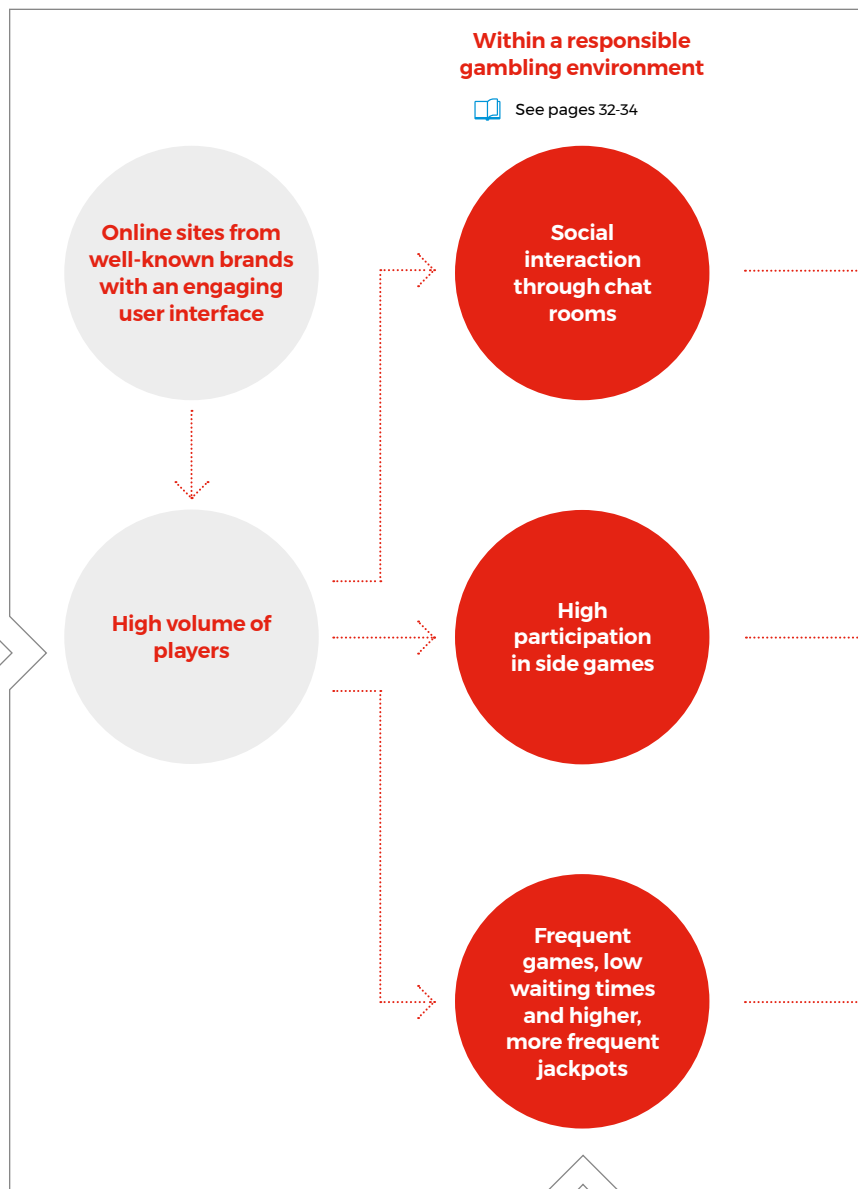 Within a responsible
gambling environment
See pages 32-34
Online sites from
well-known brands
with an engaging
user interface
Social
interaction
through chat
rooms
High volume of
players
High
participation
in side games
Frequent
games, low
waiting times
and higher,
more frequent
jackpots